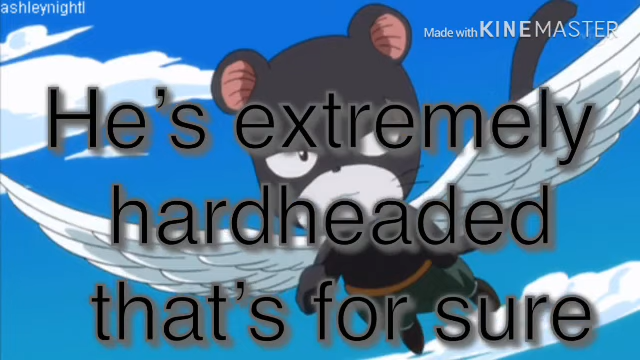 ashleynightl
Made with KINEMASTER
He's extremely
hardheaded
that's for sure